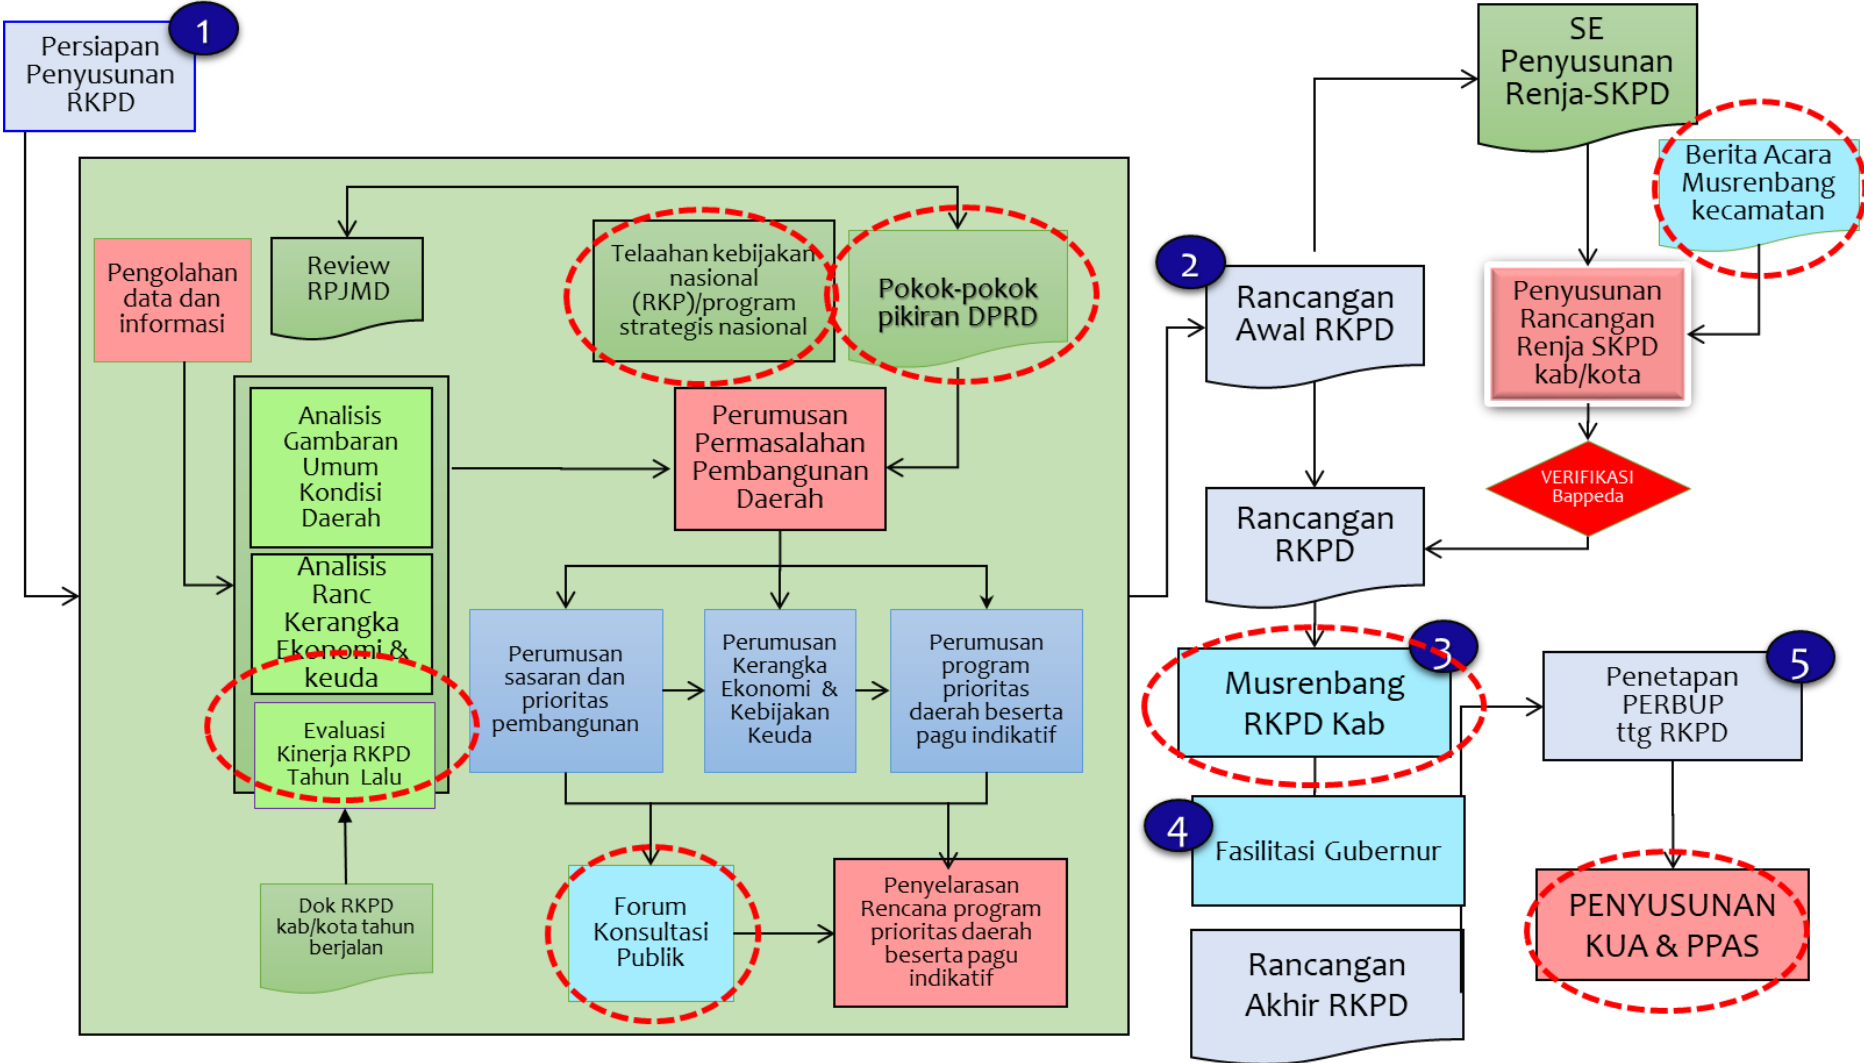 1
Persiapan
Penyusunan
RKPD
Pengolahan
data dan
informasi
Review
RPJMD
Telaahan kebijakan
nasional
(RKP)/program
strategis nasional
Pokok-pokok
pikiran DPRD
Analisis
Gambaran
Umum
Kondisi
Daerah
Analisis
Ranc
Kerangka
Ekonomi &
keuda
Evaluasi
Kinerja RKPD
Tahun Lalu
Dok RKPD
kab/kota tahun
berjalan
Perumusan
Permasalahan
Pembangunan
Daerah
Perumusan
sasaran dan
prioritas
pembangunan
Perumusan
Kerangka
Ekonomi &
Kebijakan
Keuda
Perumusan
program
prioritas
daerah beserta
pagu indikatif
Forum
Konsultasi
Publik
Penyelarasan
Rencana program
prioritas daerah
beserta pagu
indikatif
2
Rancangan
Awal RKPD
SE
Penyusunan
Renja-SKPD
Berita Acara
Musrenbang
kecamatan
Penyusunan
Rancangan
Renja SKPD
kab/kota
VERIFIKASI
Bappeda
Rancangan
RKPD
3
Musrenbang
RKPD Kab
4
Fasilitasi Gubernur
Rancangan
Akhir RKPD
5
Penetapan
PERBUP
ttg RKPD
PENYUSUNAN
KUA & PPAS